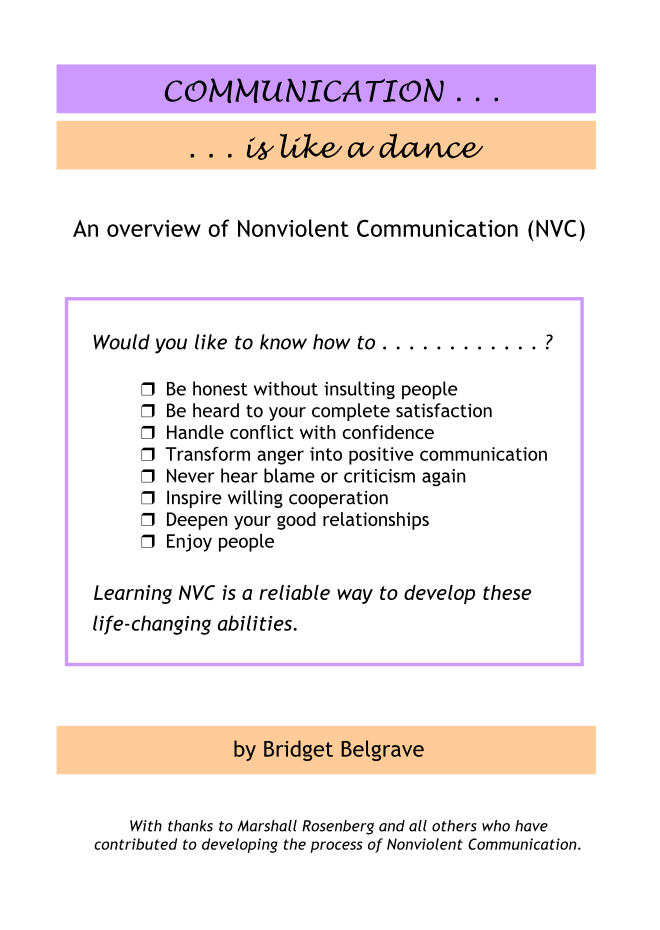 COMMUNICATION . . .
. . . is like a dance
An overview of Nonviolent Communication (NVC)
Would you like to know how to . . . . . . . . . . . . ?
❐ Be honest without insulting people
❐ Be heard to your complete satisfaction
❐ Handle conflict with confidence
❐ Transform anger into positive communication
❐ Never hear blame or criticism again
❐ Inspire willing cooperation
❐ Deepen your good relationships
❐ Enjoy people
Learning NVC is a reliable way to develop these
life-changing abilities.
by Bridget Belgrave
With thanks to Marshall Rosenberg and all others who have
contributed to developing the process of Nonviolent Communication.